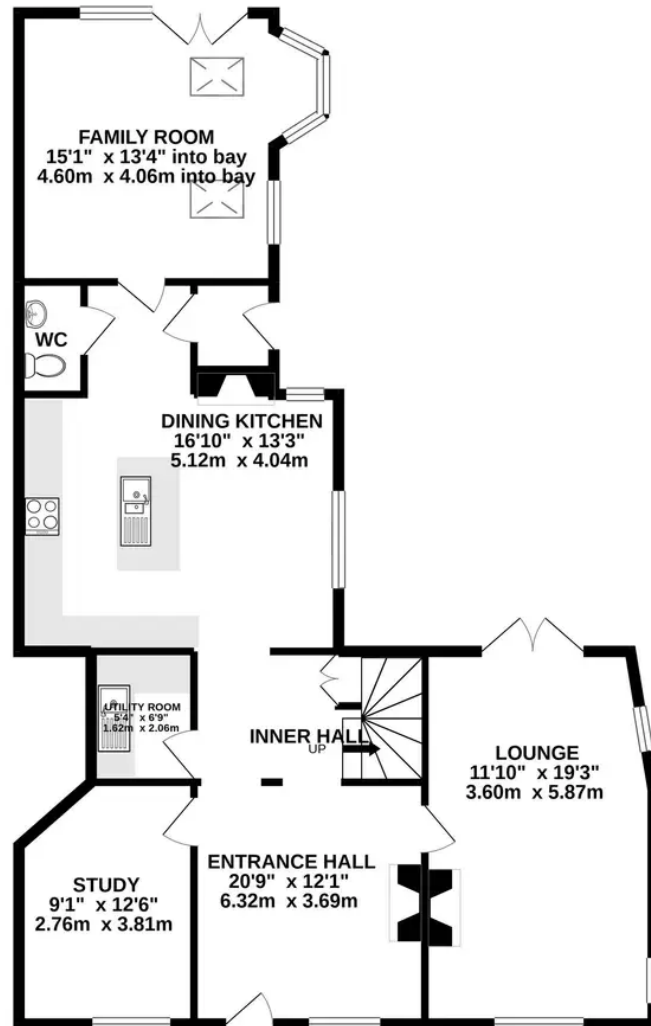 FAMILY ROOM
15'1" x 13'4" into bay
4.60m x 4.06m into bay
WC
DINING KITCHEN
16'10" x 13'3"
5.12m x 4.04m
UTILITY ROOM
5'4" x 6'9"
1.62m x 2.06m
INNER HALL
UP
LOUNGE
11'10" x 19'3"
3.60m x 5.87m
ENTRANCE HALL
20'9" x 12'1"
6.32m x 3.69m
STUDY
9'1" x 12'6"
2.76m x 3.81m